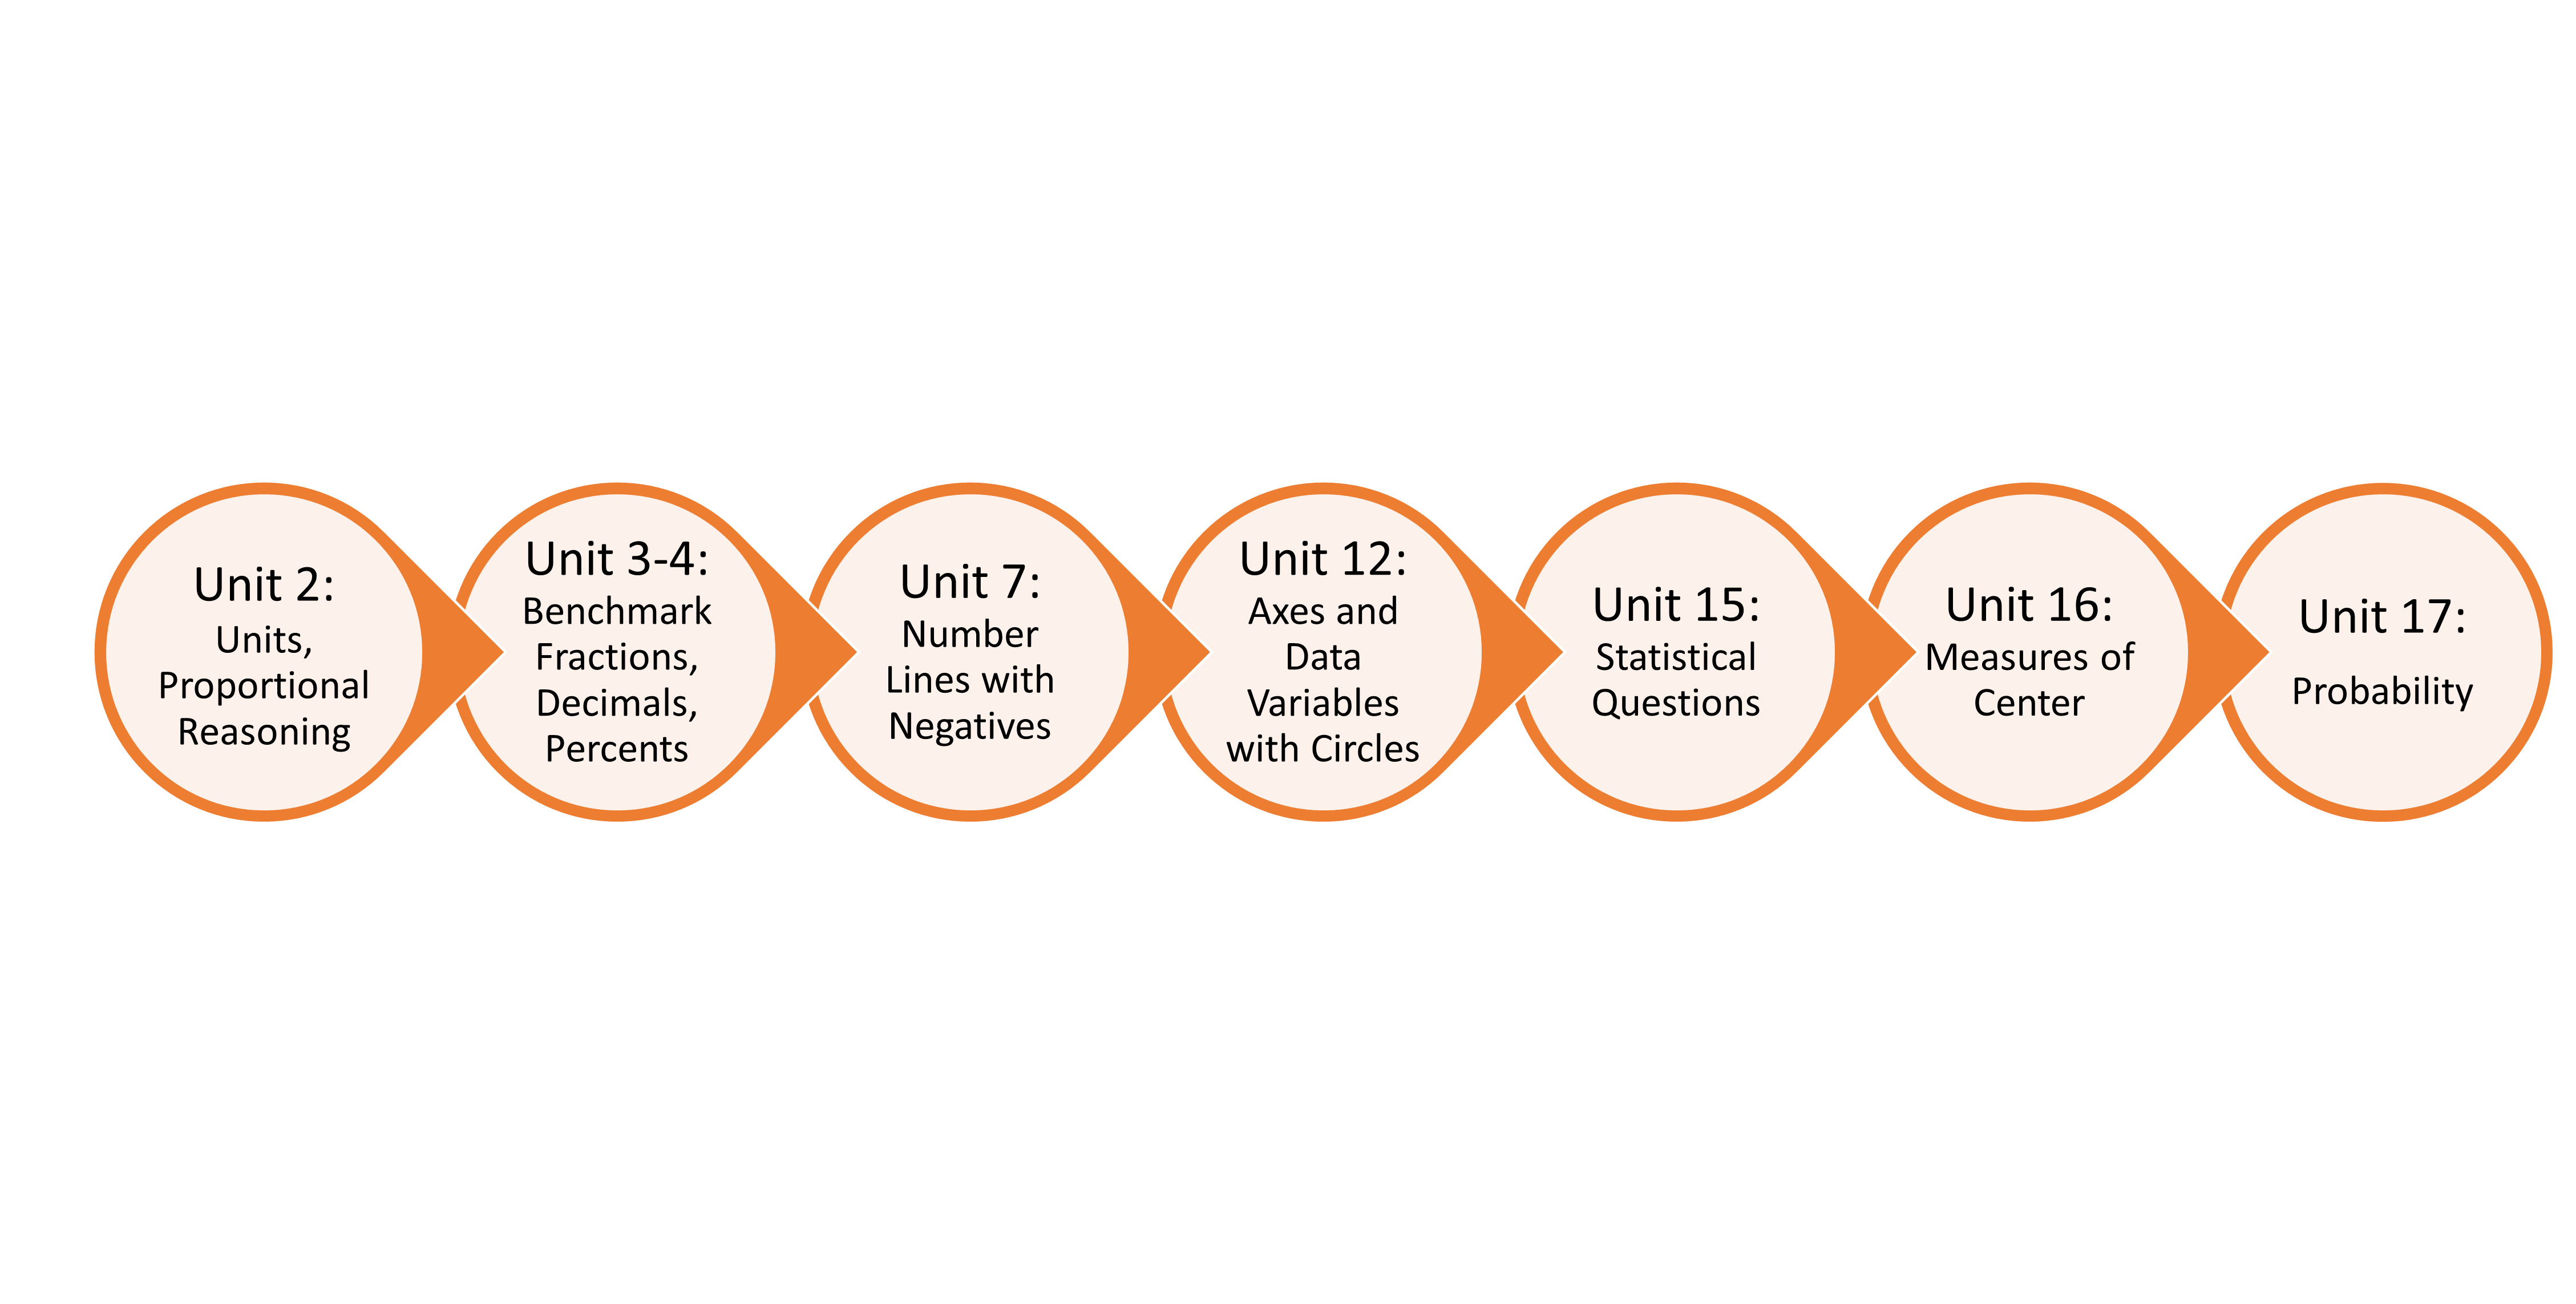 Unit 2:
Units,
Proportional
Reasoning
Unit 3-4:
Benchmark
Fractions,
Decimals,
Percents
Unit 7:
Number
Lines with
Negatives
Unit 12:
Axes and
Data
Variables
with Circles
Unit 15:
Statistical
Questions
Unit 16:
Measures of
Center
Unit 17:
Probability